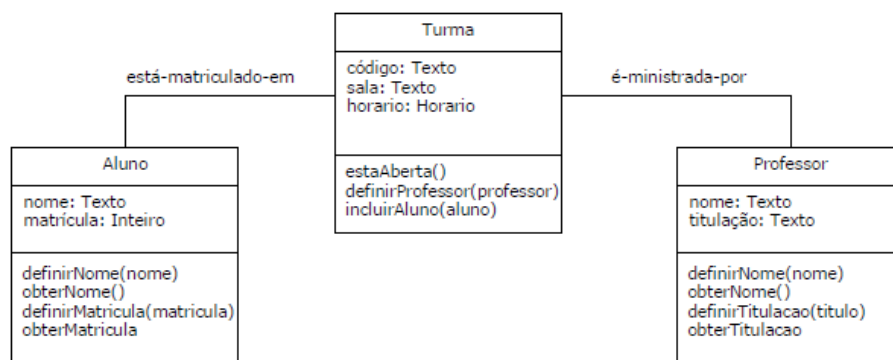 Turma
código: Texto
sala: Texto
horario: Horario
estaAberta()
definirProfessor(professor)
incluirAluno(aluno)
está-matriculado-em
é-ministrada-por
Aluno
nome: Texto
matrícula: Inteiro
definirNome(nome)
obterNome()
definirMatricula(matricula)
obterMatricula
Professor
nome: Texto
titulação: Texto
definirNome(nome)
obterNome()
definirTitulacao(titulo)
obterTitulacao